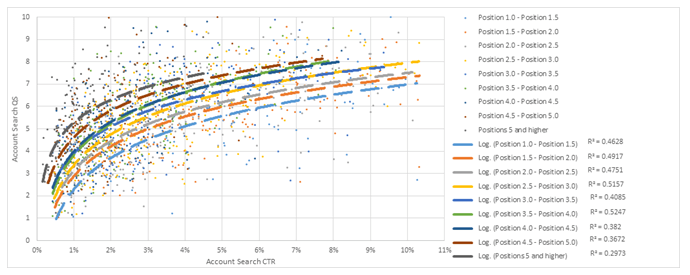 10
9
8
7
6
5
4
3
2
1
0
Account Search QS
0% 1% 2% 3% 4% 5% 6% 7% 8% 9% 10% 11%
Account Search CTR
Position 1.0 - Position 1.5
Position 1.5 - Position 2.0
Position 2.0 - Position 2.5
Position 2.5 - Position 3.0
Position 3.0 - Position 3.5
Position 3.5 - Position 4.0
Position 4.0 - Position 4.5
Position 4.5 - Position 5.0
Positions 5 and higher
Log. (Position 1.0 - Position 1.5) R² = 0.4628
Log. (Position 1.5 - Position 2.0) R² = 0.4917
Log. (Position 2.0 - Position 2.5) R² = 0.4751
Log. (Position 2.5 - Position 3.0) R² = 0.5157
Log. (Position 3.0 - Position 3.5) R² = 0.4085
Log. (Position 3.5 - Position 4.0) R² = 0.5247
Log. (Position 4.0 - Position 4.5) R² = 0.382
Log. (Position 4.5 - Position 5.0) R² = 0.3672
Log. (Positions 5 and higher) R² = 0.2973